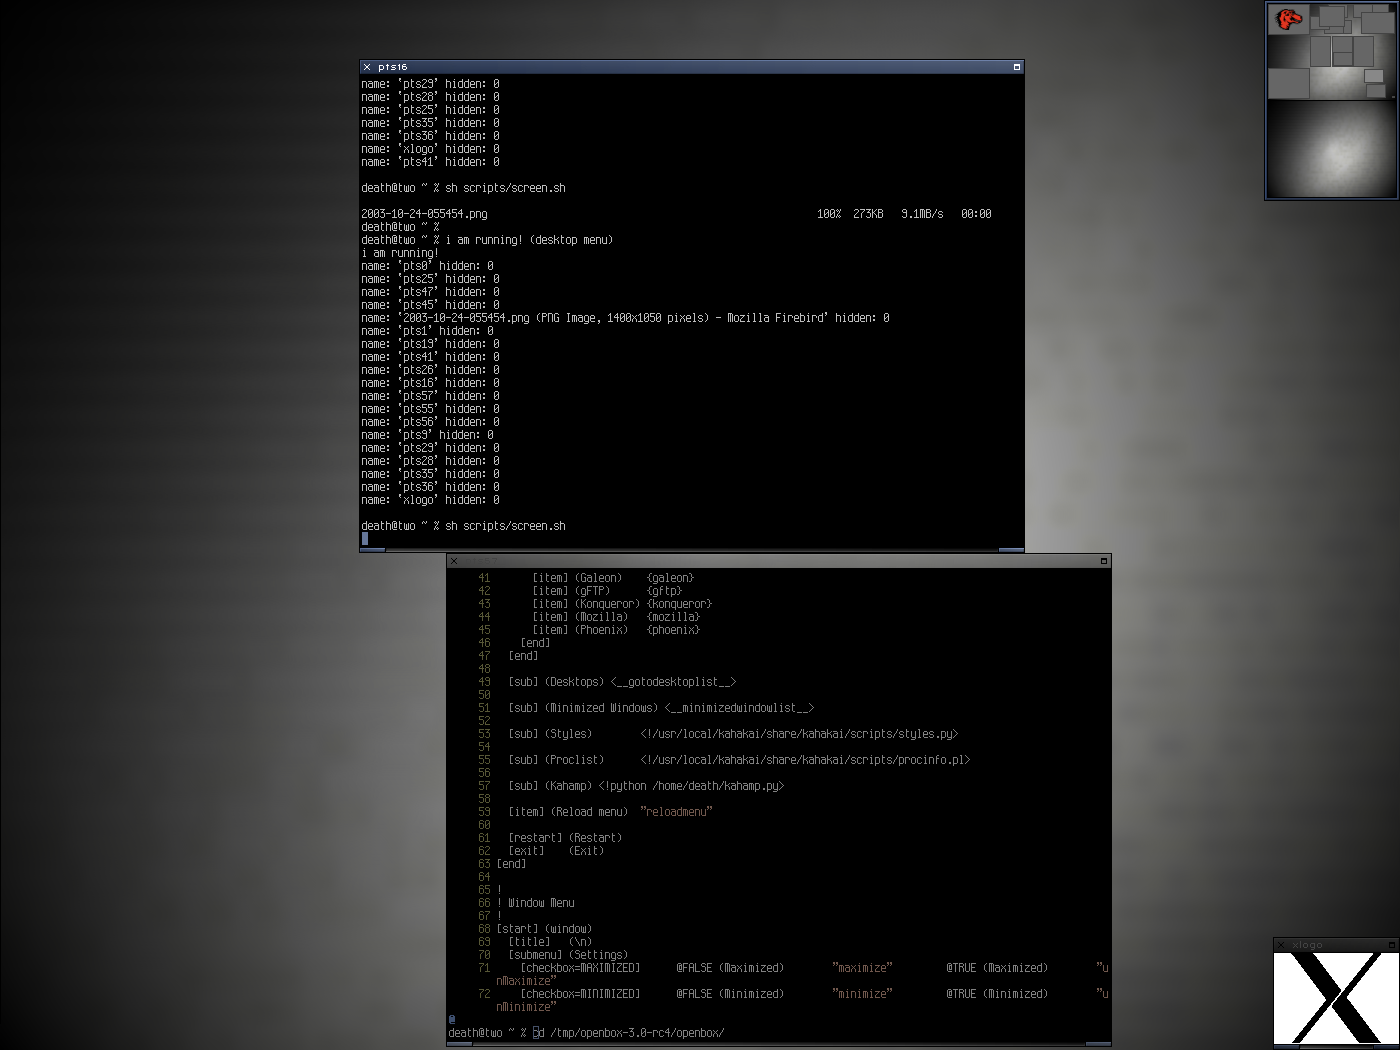 pts16
name: 'pts29' hidden: 0
name: 'pts28' hidden: 0
name: 'pts25' hidden: 0
name: 'pts35' hidden: 0
name: 'pts36' hidden: 0
name: 'xlogo' hidden: 0
name: 'pts41' hidden: 0
death@two ~ % sh scripts/screen.sh
2003-10-24-055454.png 100% 273KB 9.1MB/s 00:00
death@two ~ %
death@two ~ % i am running! (desktop menu)
i am running!
name: 'pts0' hidden: 0
name: 'pts25' hidden: 0
name: 'pts47' hidden: 0
name: 'pts45' hidden: 0
name: '2003-10-24-055454.png (PNG Image, 1400x1050 pixels) - Mozilla Firebird' hidden: 0
name: 'pts1' hidden: 0
name: 'pts19' hidden: 0
name: 'pts41' hidden: 0
name: 'pts26' hidden: 0
name: 'pts16' hidden: 0
name: 'pts57' hidden: 0
name: 'pts55' hidden: 0
name: 'pts56' hidden: 0
name: 'pts9' hidden: 0
name: 'pts29' hidden: 0
name: 'pts28' hidden: 0
name: 'pts35' hidden: 0
name: 'pts36' hidden: 0
name: 'xlogo' hidden: 0
death@two ~ % sh scripts/screen.sh
41 [item] (Galeon) {galeon}
42 [item] (gFTP) {gftp}
43 [item] (Konqueror) {konqueror}
44 [item] (Mozilla) {mozilla}
45 [item] (Phoenix) {phoenix}
46 [end]
47 [end]
48
49 [sub] (Desktops) <__gotodesktoplist__>
50
51 [sub] (Minimized Windows) <__minimizedwindowlist__>
52
53 [sub] (Styles) <!/usr/local/kahakai/share/kahakai/scripts/styles.py>
54
55 [sub] (Proclist) <!/usr/local/kahakai/share/kahakai/scripts/procinfo.pl>
56
57 [sub] (Kahamp) <!python /home/death/kahamp.py>
58
59 [item] (Reload menu) "reloadmenu"
60
61 [restart] (Restart)
62 [exit] (Exit)
63 [end]
64
65 !
66 ! Window Menu
67 !
68 [start] (window)
69 [title] (\n)
70 [submenu] (Settings)
71 [checkbox=MAXIMIZED] @FALSE (Maximized) "maximize" @TRUE (Maximized) "u
nMaximize"
72 [checkbox=MINIMIZED] @FALSE (Minimized) "minimize" @TRUE (Minimized) "u
nMinimize"
@
death@two ~ % cd /tmp/openbox-3.0-rc4/openbox/
xlogo